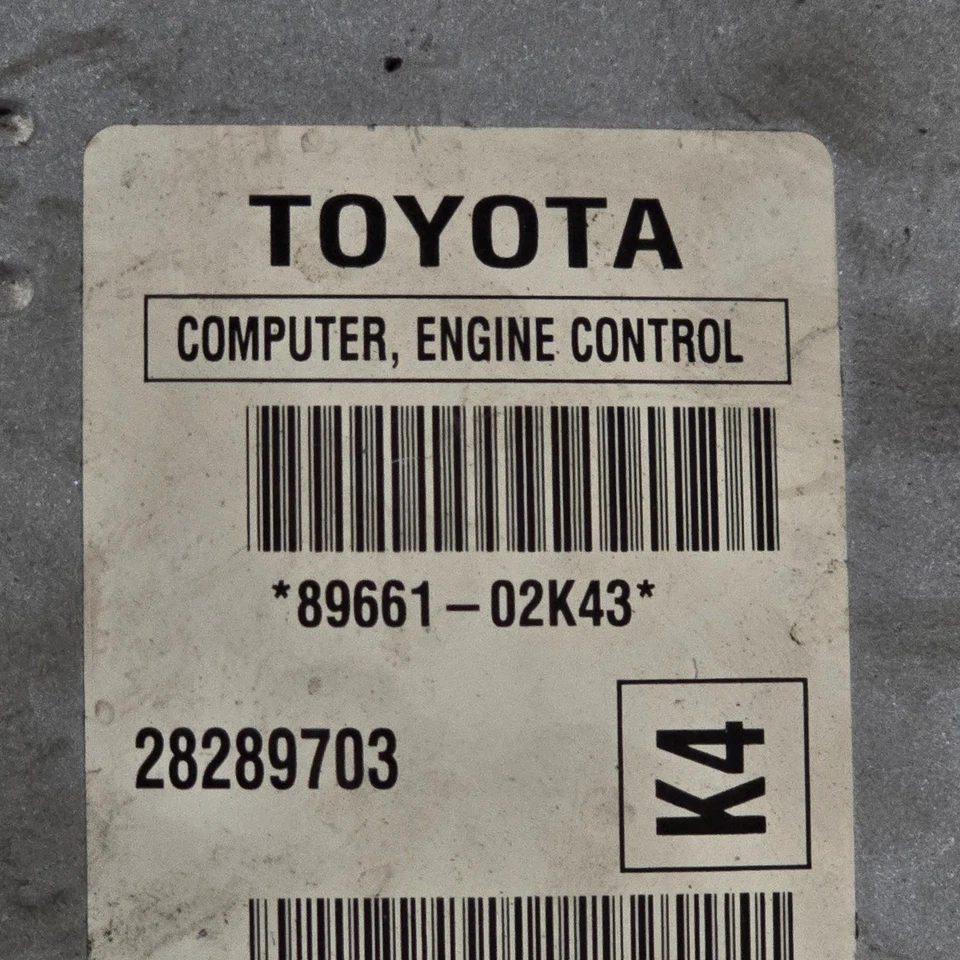 TOYOTA
COMPUTER, ENGINE CONTROL
*89661-02K43*
28289703
K4